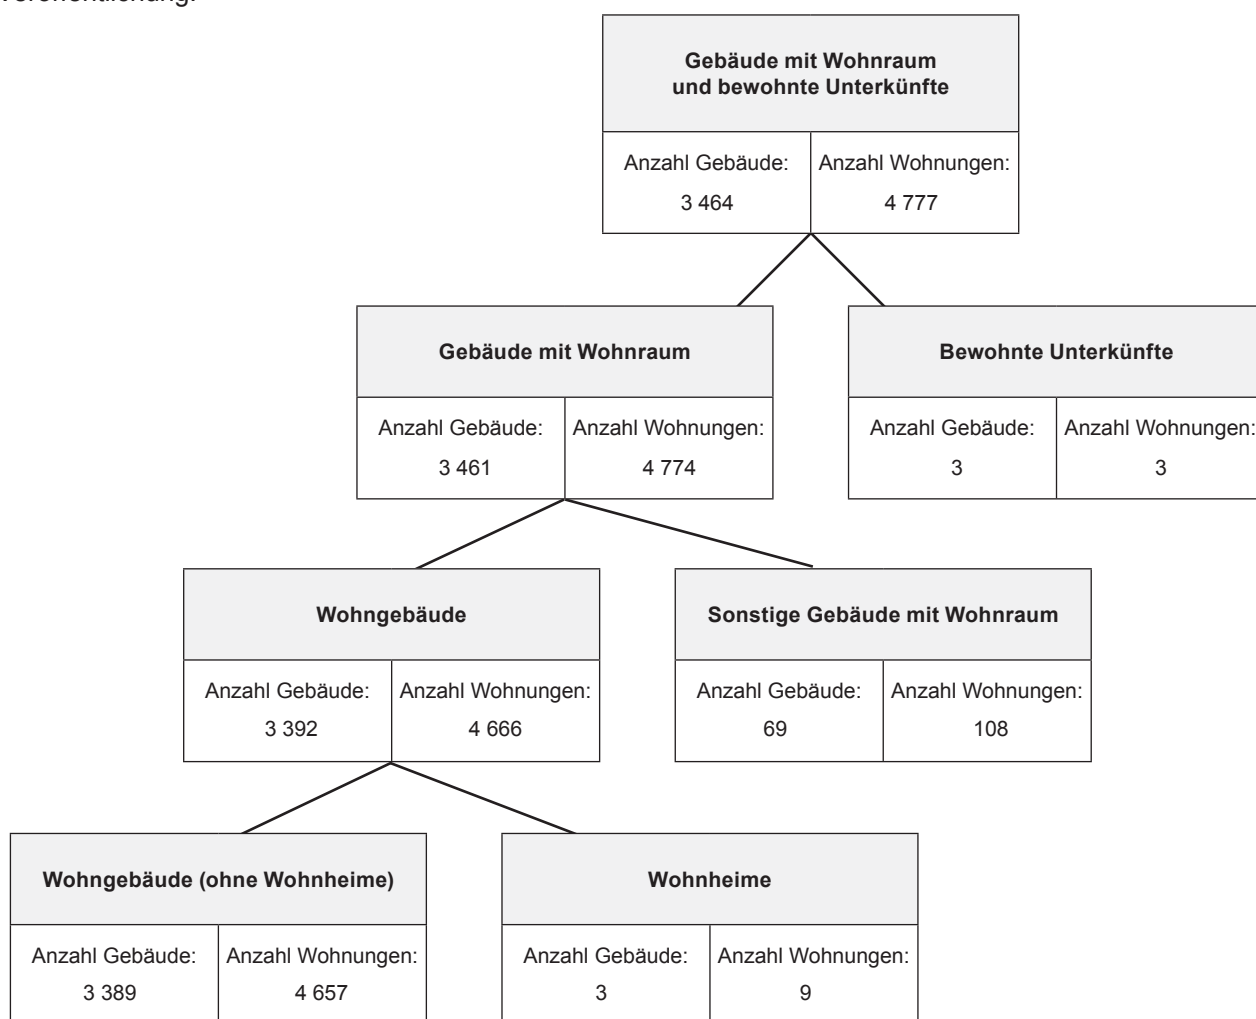 Veröffentlichung.
Gebäude mit Wohnraum
und bewohnte Unterkünfte
Anzahl Gebäude: Anzahl Wohnungen:
3 464 4 777
Gebäude mit Wohnraum Bewohnte Unterkünfte
Anzahl Gebäude: Anzahl Wohnungen: Anzahl Gebäude: Anzahl Wohnungen:
3 461 4 774 3 3
Wohngebäude Sonstige Gebäude mit Wohnraum
Anzahl Gebäude: Anzahl Wohnungen: Anzahl Gebäude: Anzahl Wohnungen:
3 392 4 666 69 108
Wohngebäude (ohne Wohnheime) Wohnheime
Anzahl Gebäude: Anzahl Wohnungen: Anzahl Gebäude: Anzahl Wohnungen:
3 389 4 657 3 9